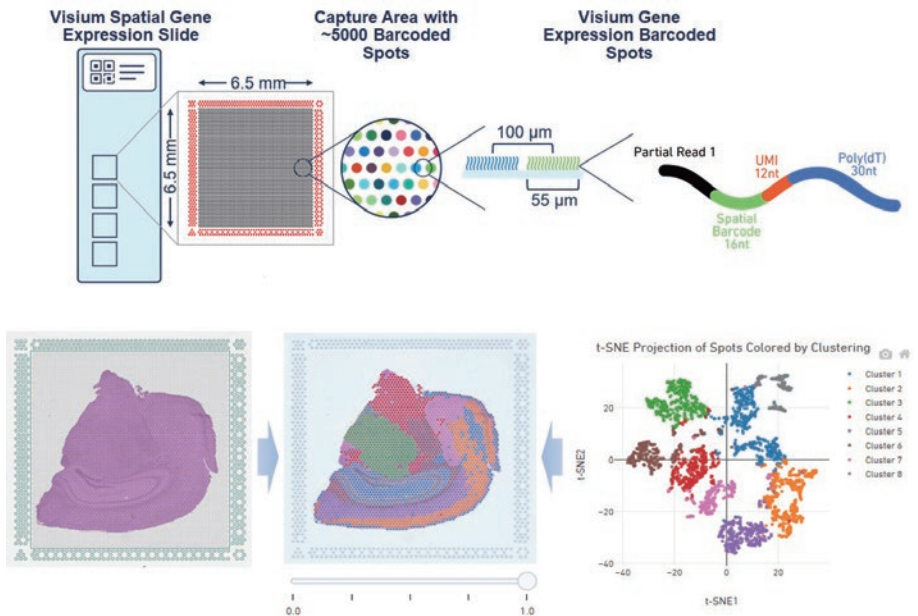 Visium Spatial Gene
Expression Slide
Capture Area with
~5000 Barcoded
Spots
Visium Gene
Expression Barcoded
Spots
6.5 mm
6.5 mm
100 µm
55 µm
Partial Read 1
Spatial
Barcode
16nt
UMI
12nt
Poly(dT)
30nt
0.0
1.0
t-SNE Projection of Spots Colored by Clustering
Cluster 1
Cluster 2
Cluster 3
Cluster 4
Cluster 5
Cluster 6
Cluster 7
Cluster 8
t-SNE2
20
0
−20
−40
−40
−20
0
20
t-SNE1